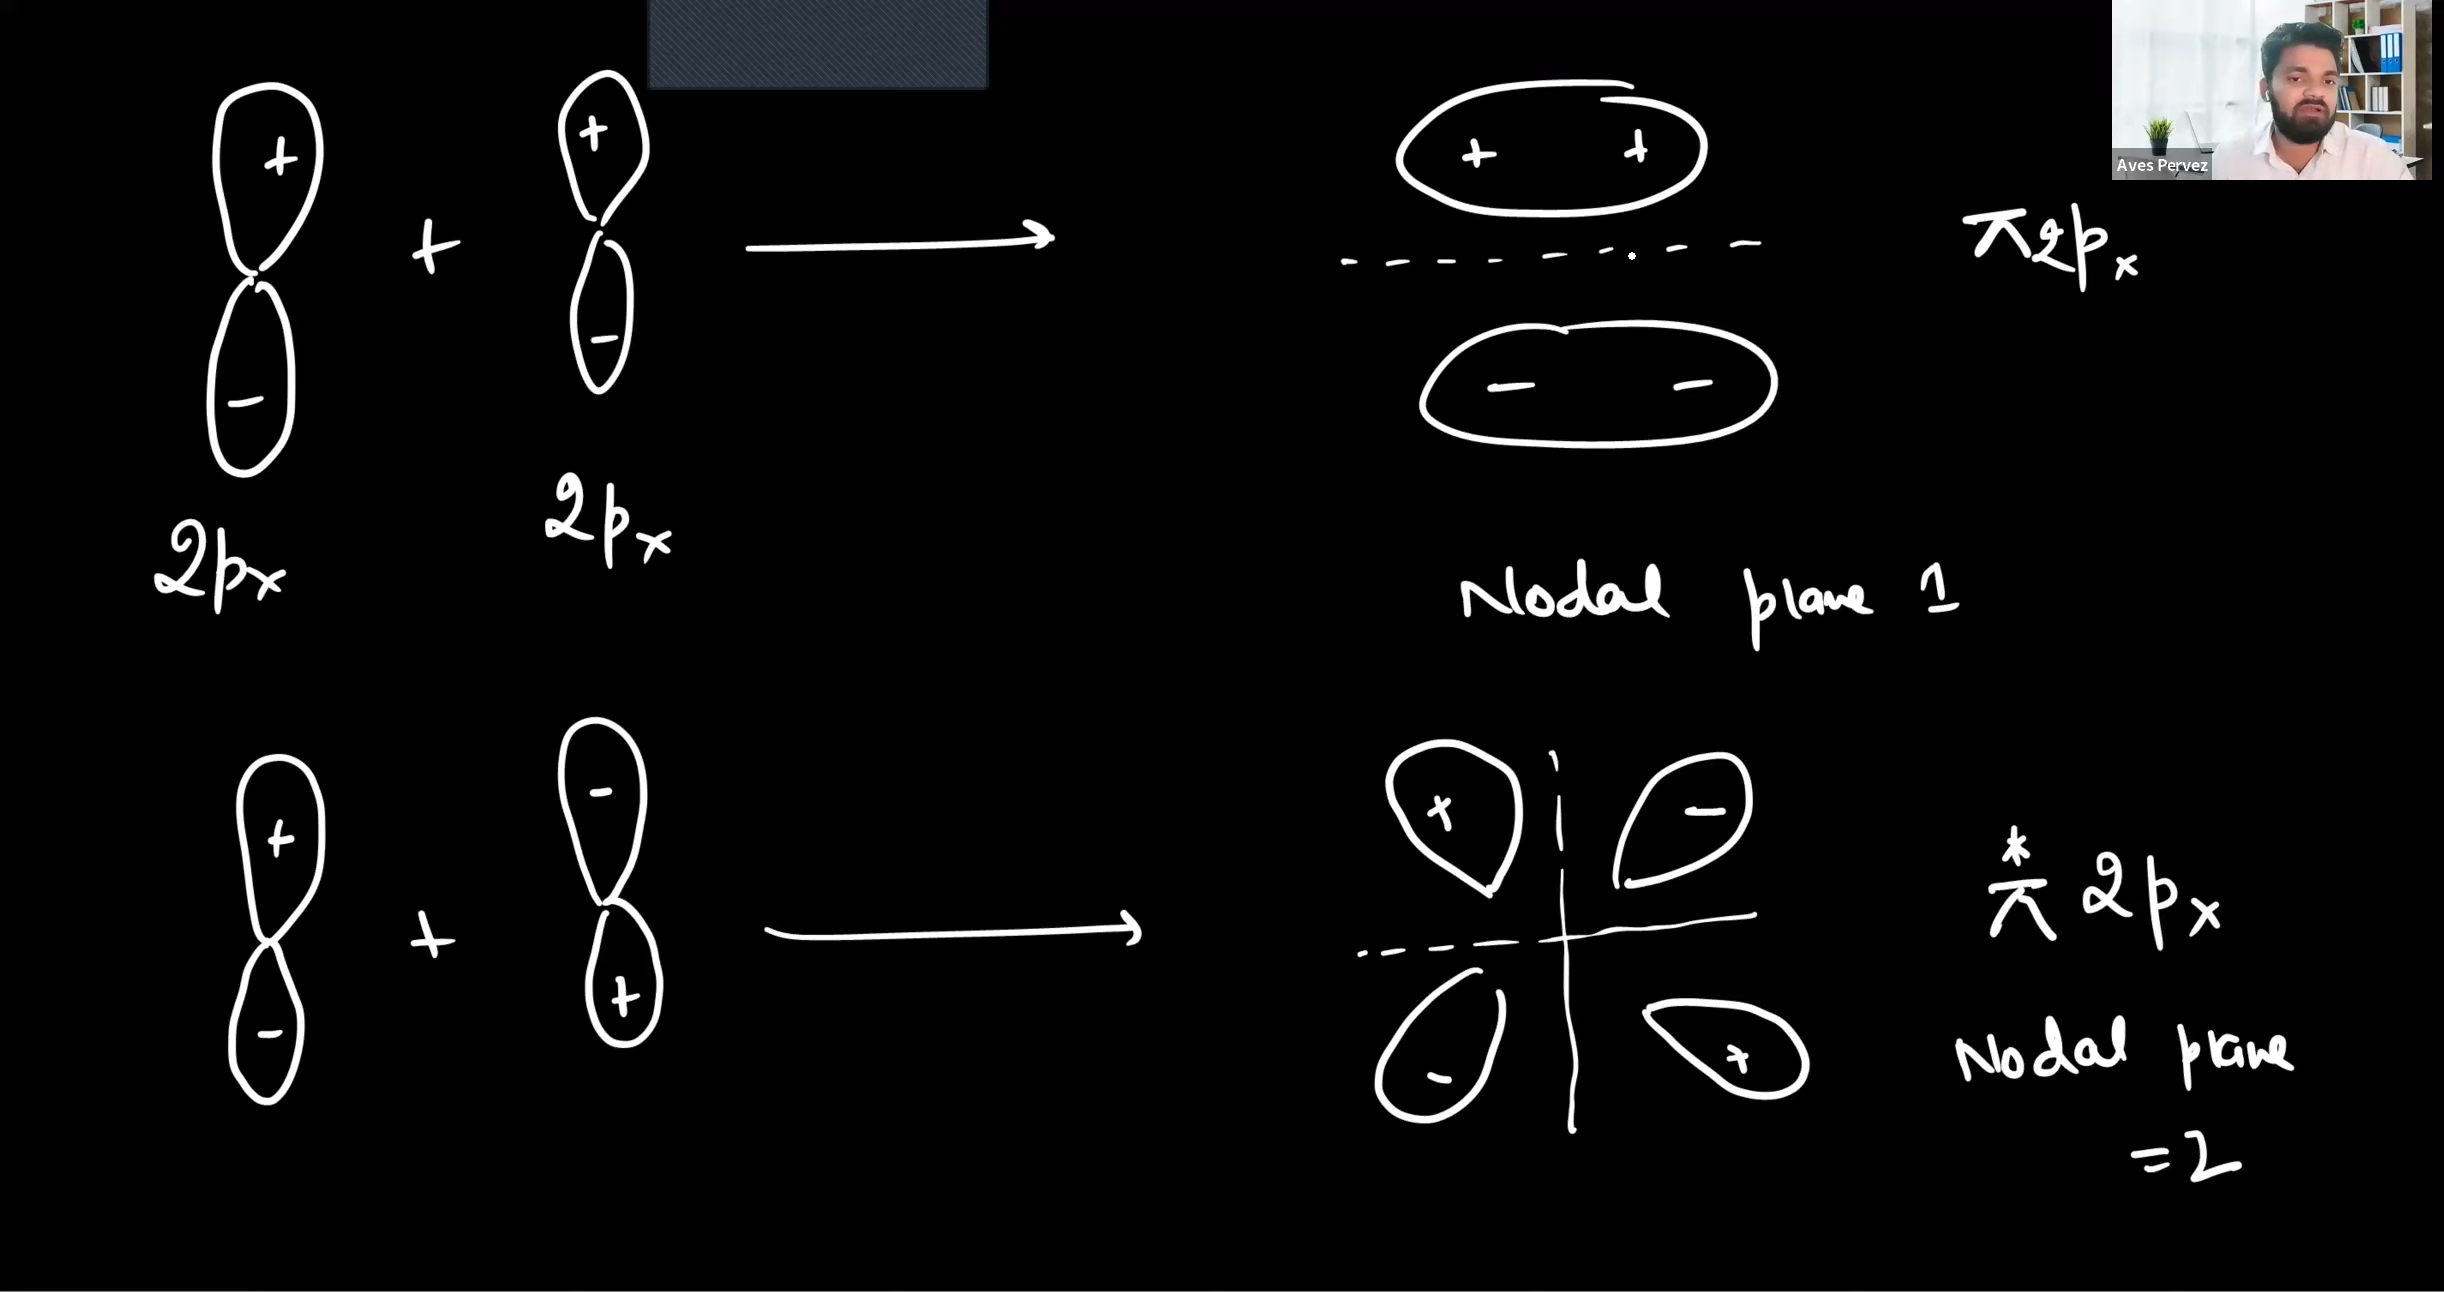 + + + +
Aves Pervez
+ → π2px
- - - -
2px 2px
Nodal plane 1
+ - + -
+ → π* 2px
- + - +
Nodal plane
=2